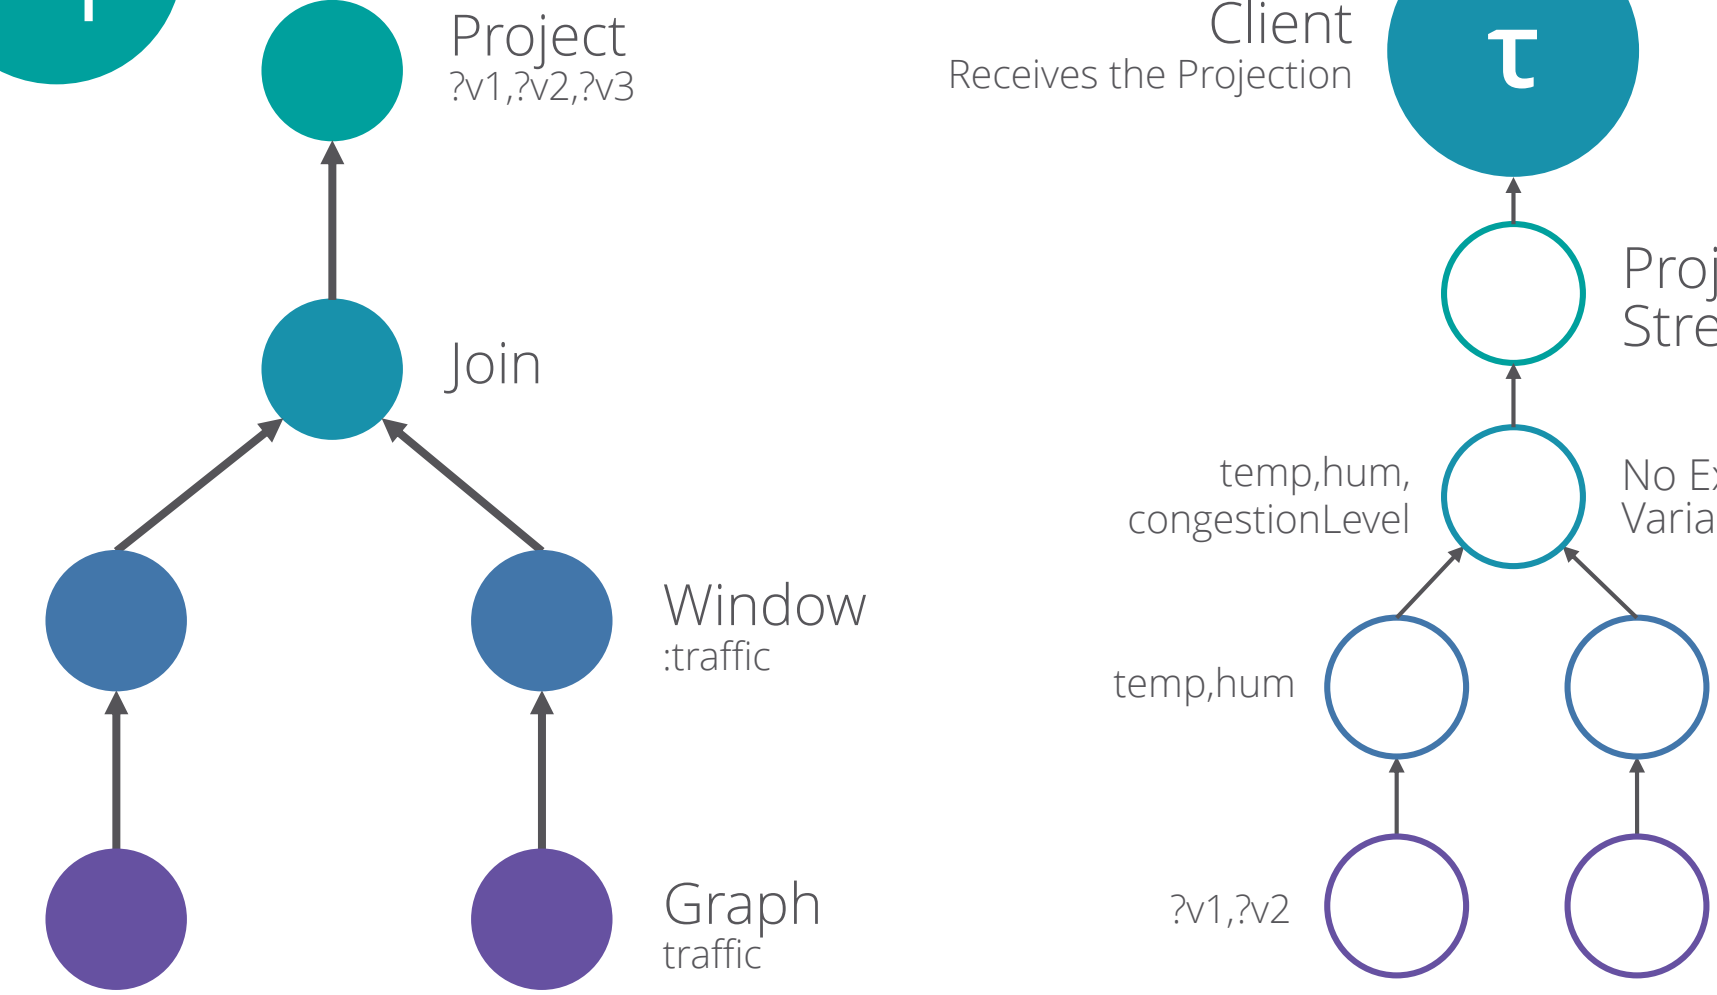 Project
?v1,?v2,?v3
Join
Window
:traffic
Graph
traffic
Client
Receives the Projection
τ
temp,hum,
congestionLevel
No
temp,hum
?v1,?v2